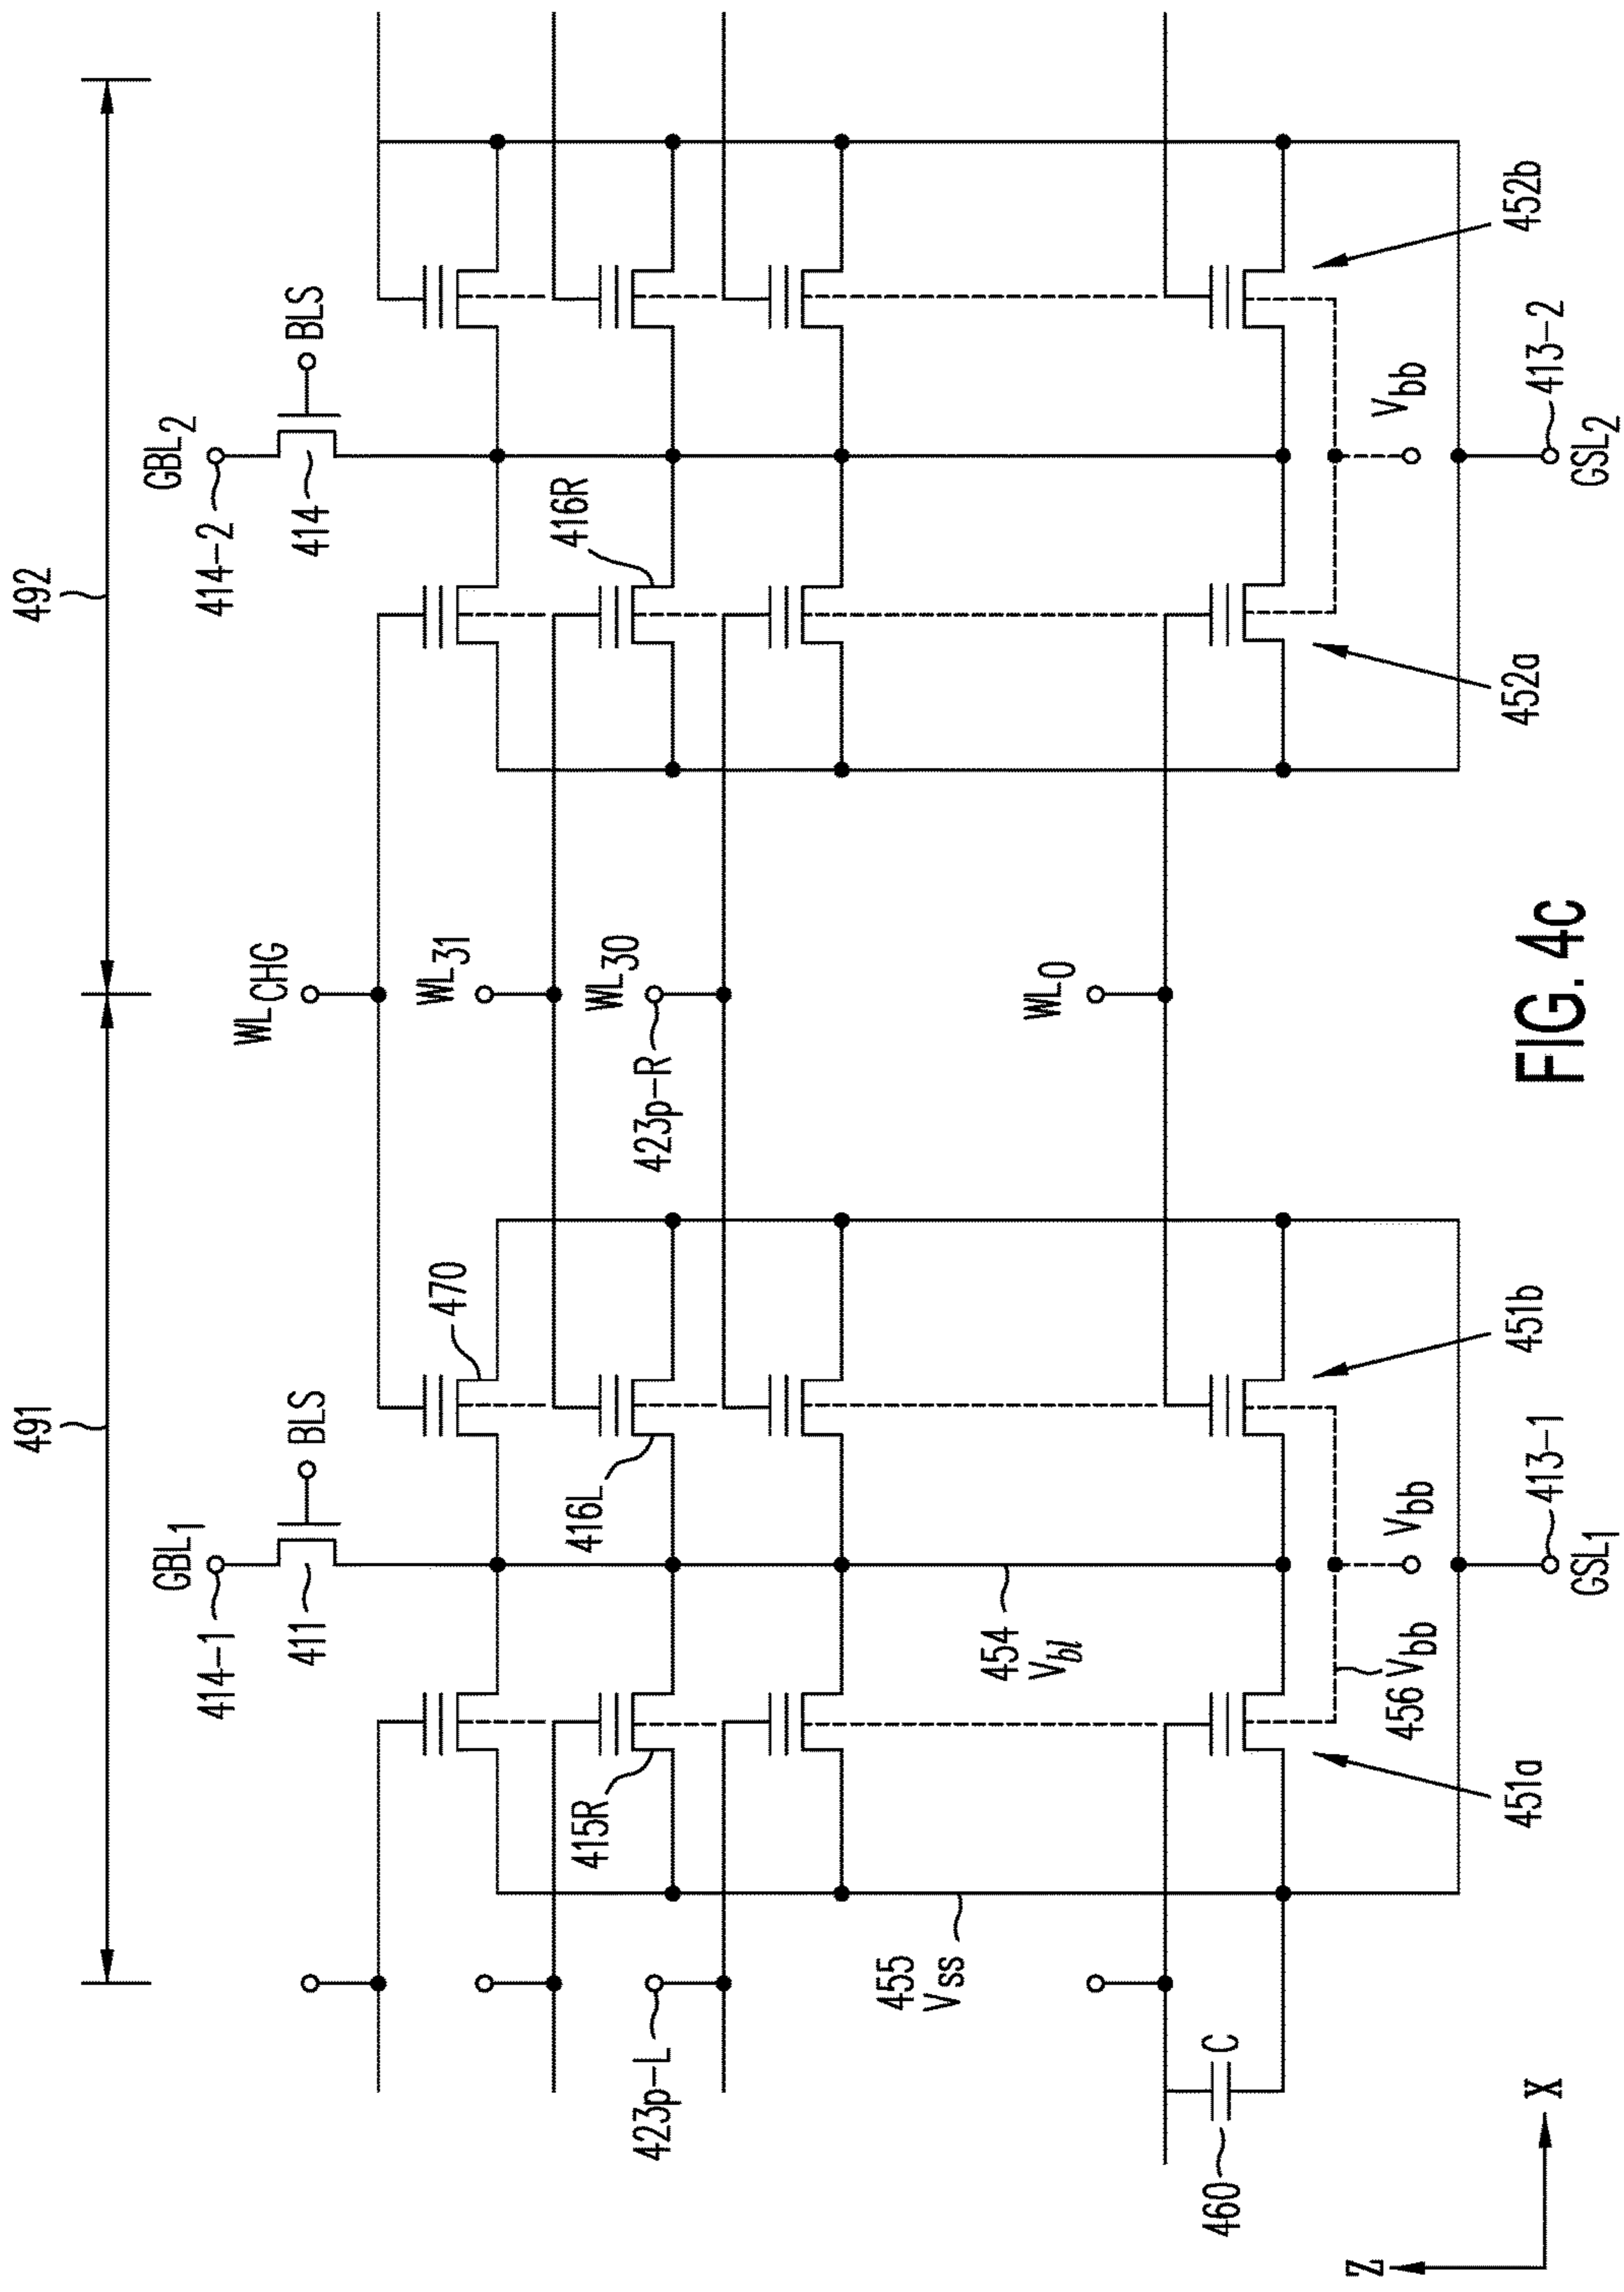 491
492
GBL1
BLS
414-1
411
GBL2
BLS
414-2
414
WLCHG
470
WL31
415R
416L
416R
WL30
423p-L
423p-R
455
Vss
454
Vbl
WL0
460
C
456 Vbb
Vbb
Vbb
451a
451b
452a
452b
413-1
GSL1
413-2
GSL2
Z
X
FIG. 4c